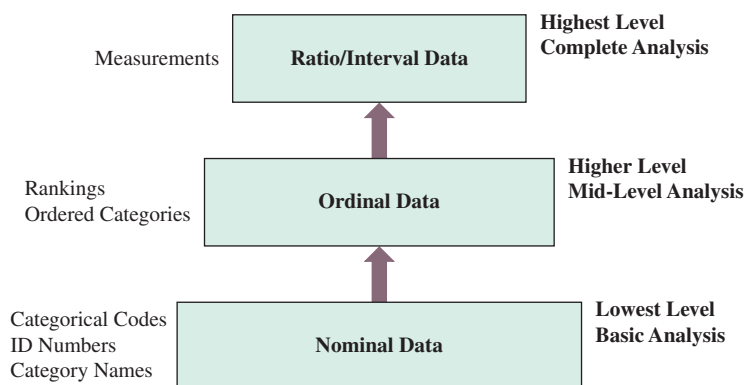 Measurements
Ratio/Interval Data
Highest Level
Complete Analysis
Rankings
Ordered Categories
Ordinal Data
Higher Level
Mid-Level Analysis
Categorical Codes
ID Numbers
Category Names
Nominal Data
Lowest Level
Basic Analysis